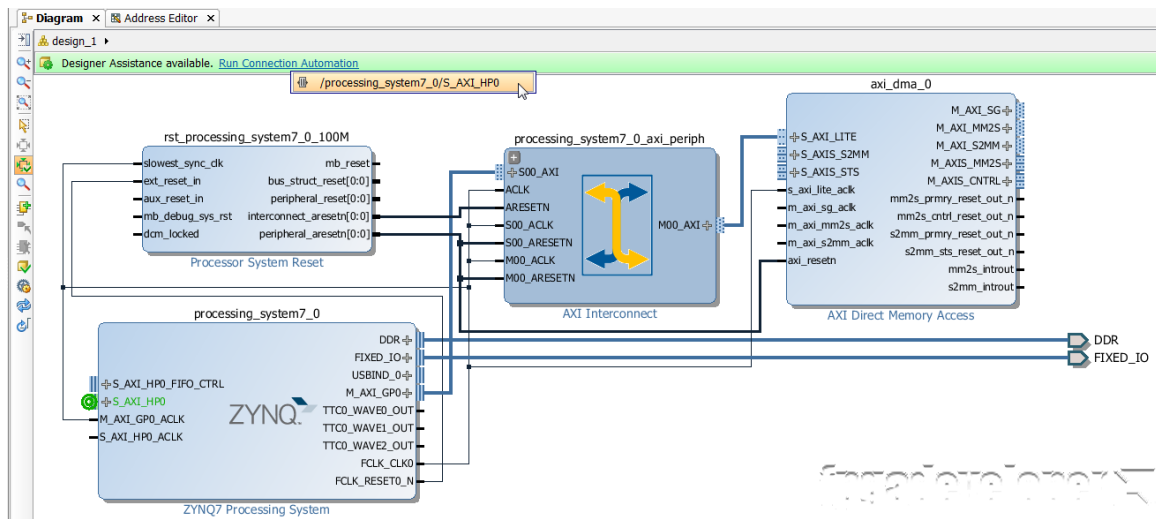 Diagram × Address Editor ×
design_1
Designer Assistance available. Run Connection Automation
/processing_system7_0/S_AXI_HP0
axi_dma_0
M_AXI_SG
M_AXI_MM2S
S_AXI_LITE
M_AXI_S2MM
S_AXIS_S2MM
M_AXIS_MM2S
S_AXIS_STS
M_AXIS_CNTRL
s_axi_lite_aclk
mm2s_prmry_reset_out_n
m_axi_sg_aclk
mm2s_cntrl_reset_out_n
m_axi_mm2s_aclk
s2mm_prmry_reset_out_n
m_axi_s2mm_aclk
s2mm_sts_reset_out_n
axi_resetn
mm2s_introut
s2mm_introut
AXI Direct Memory Access
rst_processing_system7_0_100M
slowest_sync_clk
mb_reset
ext_reset_in
bus_struct_reset[0:0]
aux_reset_in
peripheral_reset[0:0]
mb_debug_sys_rst
interconnect_aresetn[0:0]
dcm_locked
peripheral_aresetn[0:0]
Processor System Reset
processing_system7_0_axi_periph
S00_AXI
ACLK
ARESETN
S00_ACLK
M00_AXI
S00_ARESETN
M00_ACLK
M00_ARESETN
AXI Interconnect
processing_system7_0
DDR
FIXED_IO
USBIND_0
S_AXI_HP0_FIFO_CTRL
M_AXI_GP0
S_AXI_HP0
TTC0_WAVE0_OUT
M_AXI_GP0_ACLK
ZYNQ
TTC0_WAVE1_OUT
S_AXI_HP0_ACLK
TTC0_WAVE2_OUT
FCLK_CLK0
FCLK_RESET0_N
ZYNQ7 Processing System
DDR
FIXED_IO